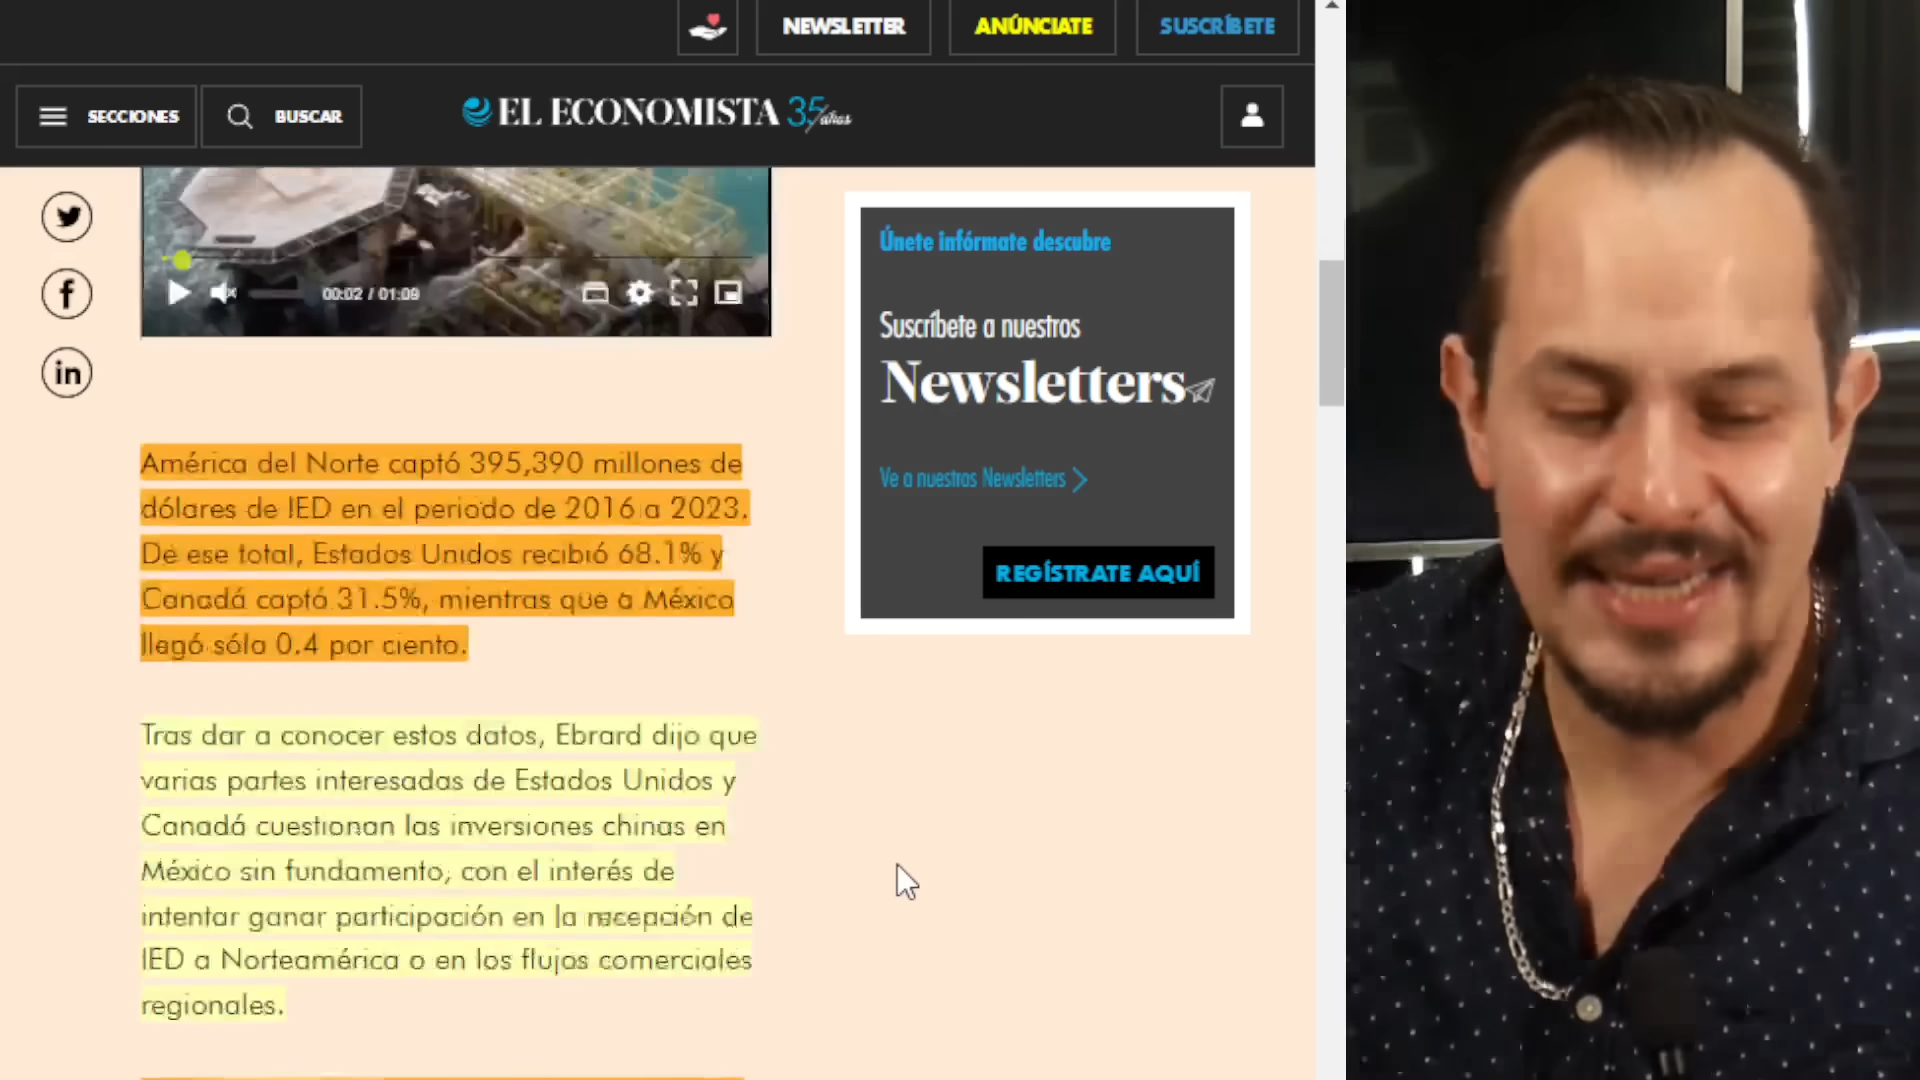 NEWSLETTER
ANÚNCIATE
SUSCRÍBETE
SECCIONES
BUSCAR
EL ECONOMISTA 35 años
00:02 / 01:09
Únete infórmate descubre
Suscríbete a nuestros
Newsletters
Ve a nuestros Newsletters
REGÍSTRATE AQUÍ
América del Norte captó 395,390 millones de
dólares de IED en el periodo de 2016 a 2023.
De ese total, Estados Unidos recibió 68.1% y
Canadá captó 31.5%, mientras que a México
llegó sólo 0.4 por ciento.
Tras dar a conocer estos datos, Ebrard dijo que
varias partes interesadas de Estados Unidos y
Canadá cuestionan las inversiones chinas en
México sin fundamento, con el interés de
intentar ganar participación en la recepción de
IED a Norteamérica o en los flujos comerciales
regionales.